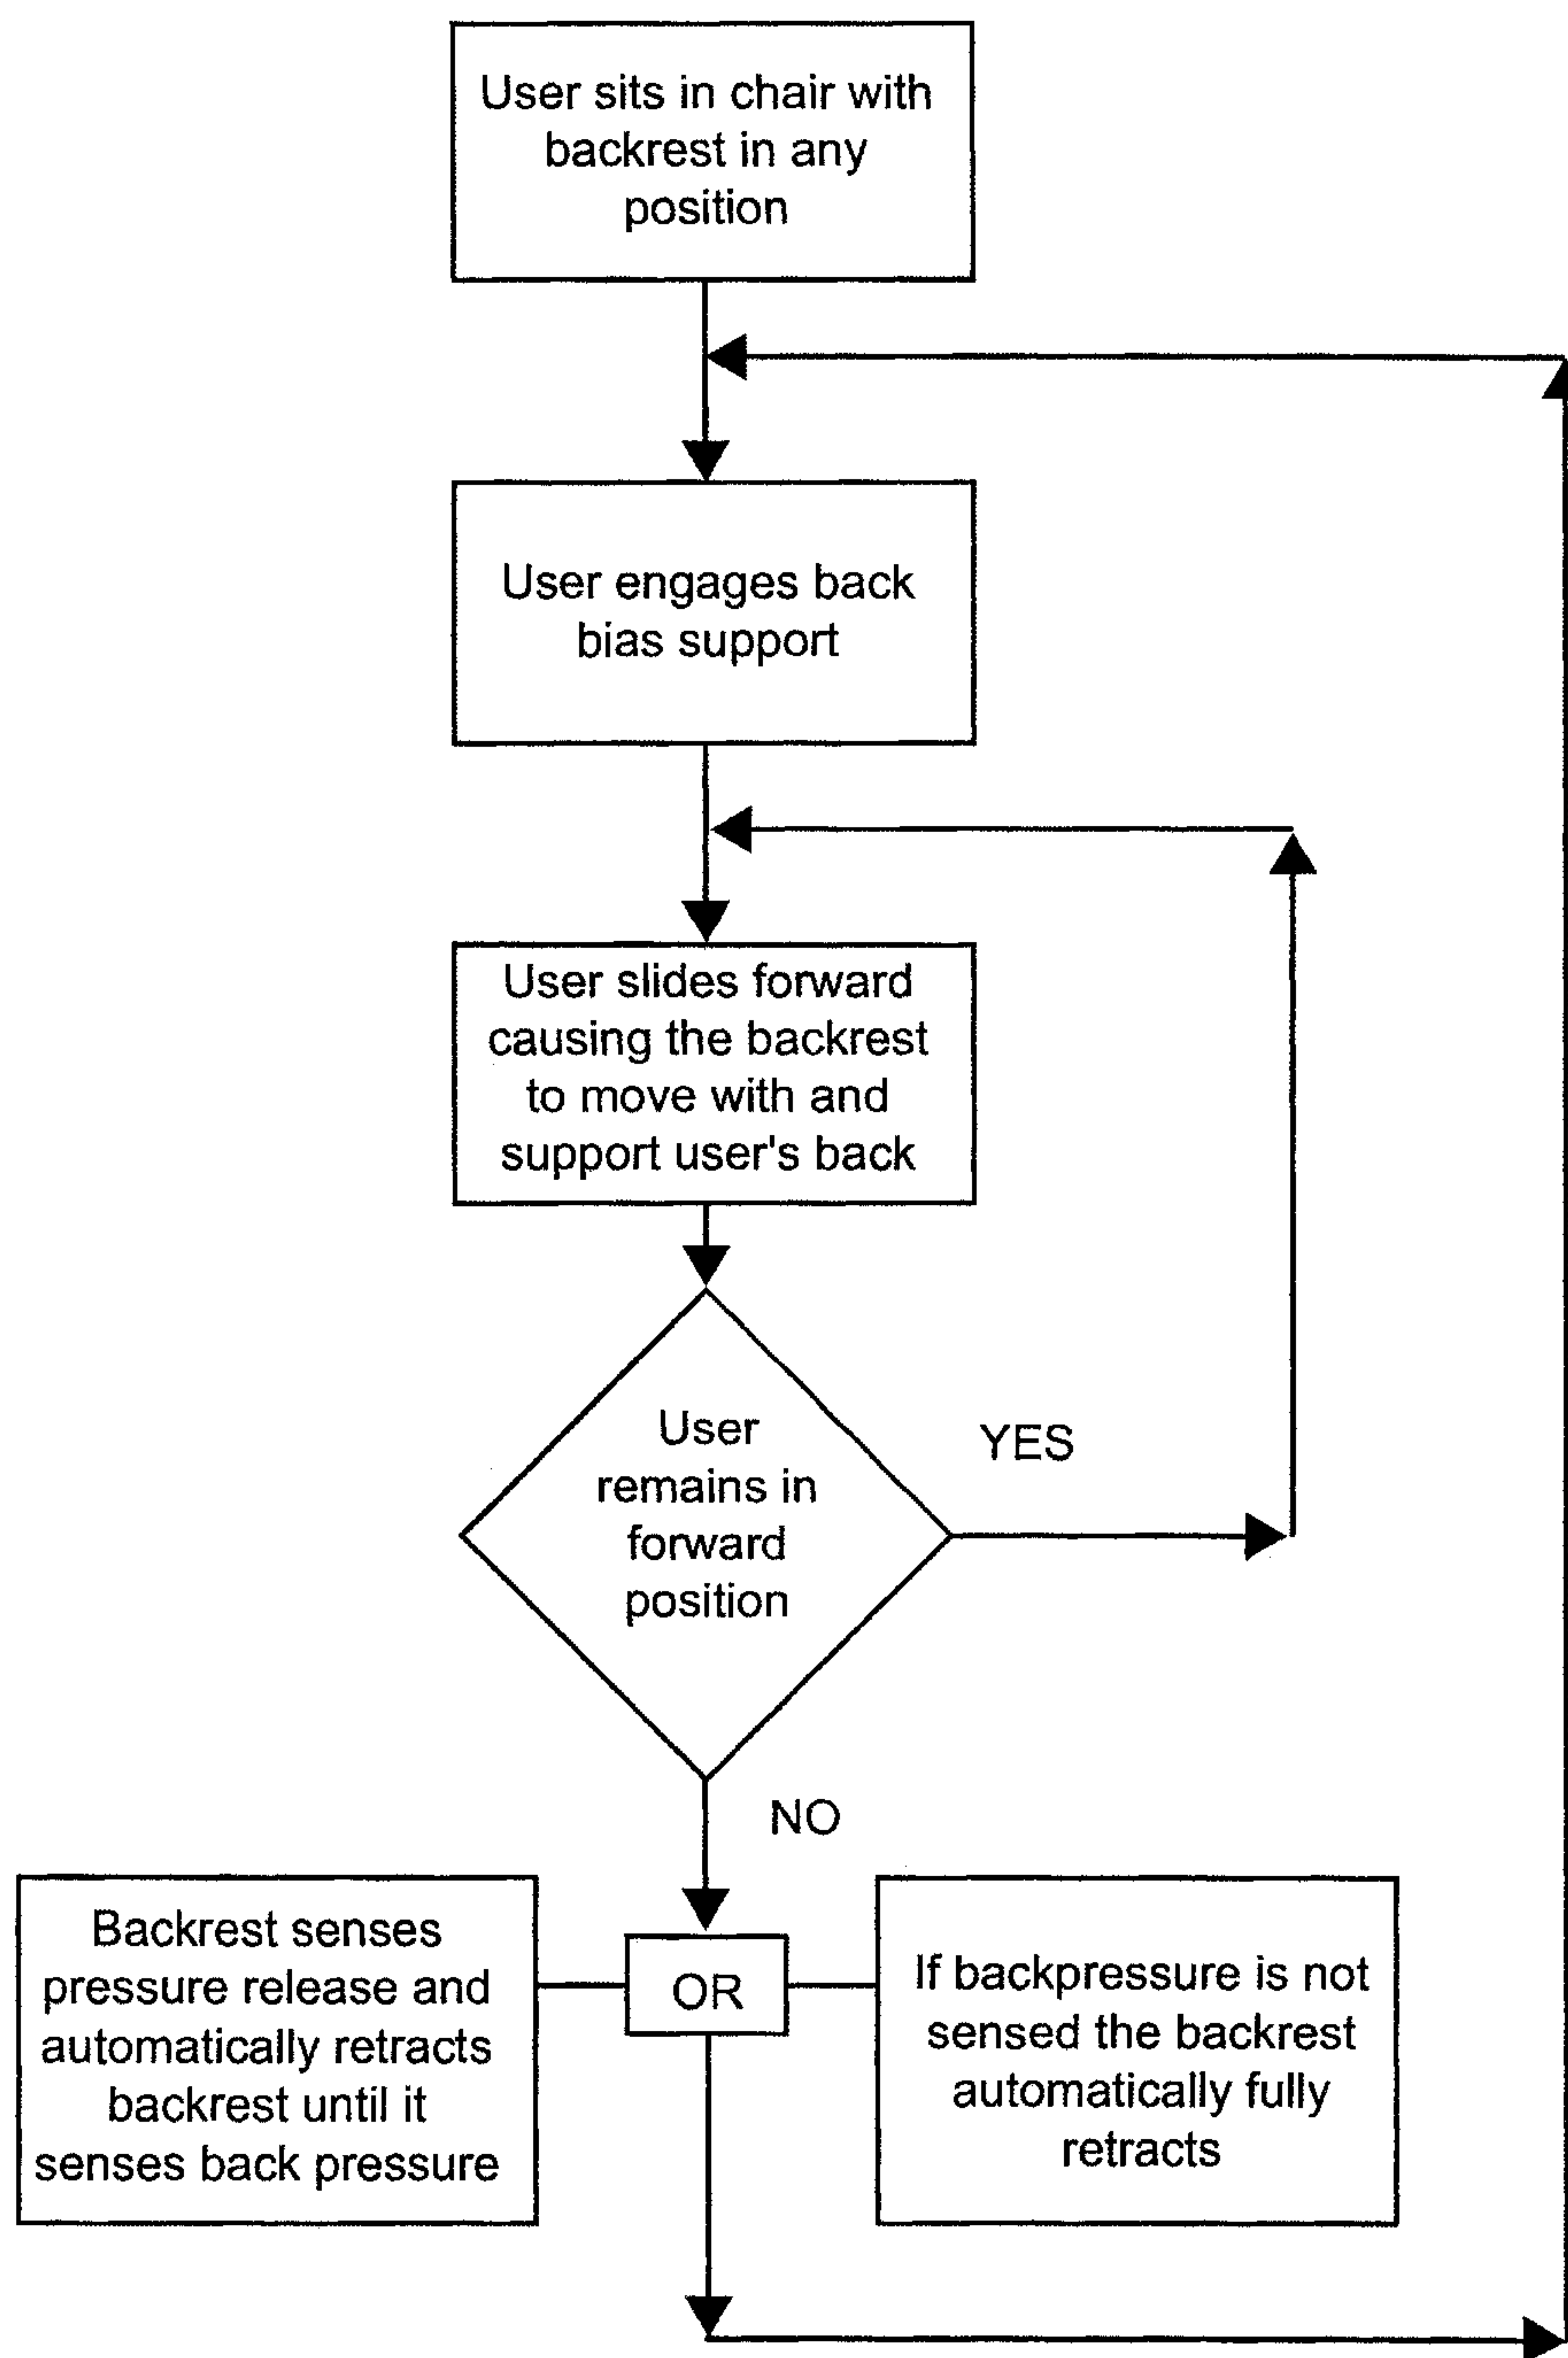 User sits in chair with
backrest in any
position
User engages back
bias support
User slides forward
causing the backrest
to move with and
support user's back
User
remains in
forward
position
YES
NO
Backrest senses
pressure release and
automatically retracts
backrest until it
senses back pressure
OR
If backpressure is not
sensed the backrest
automatically fully
retracts